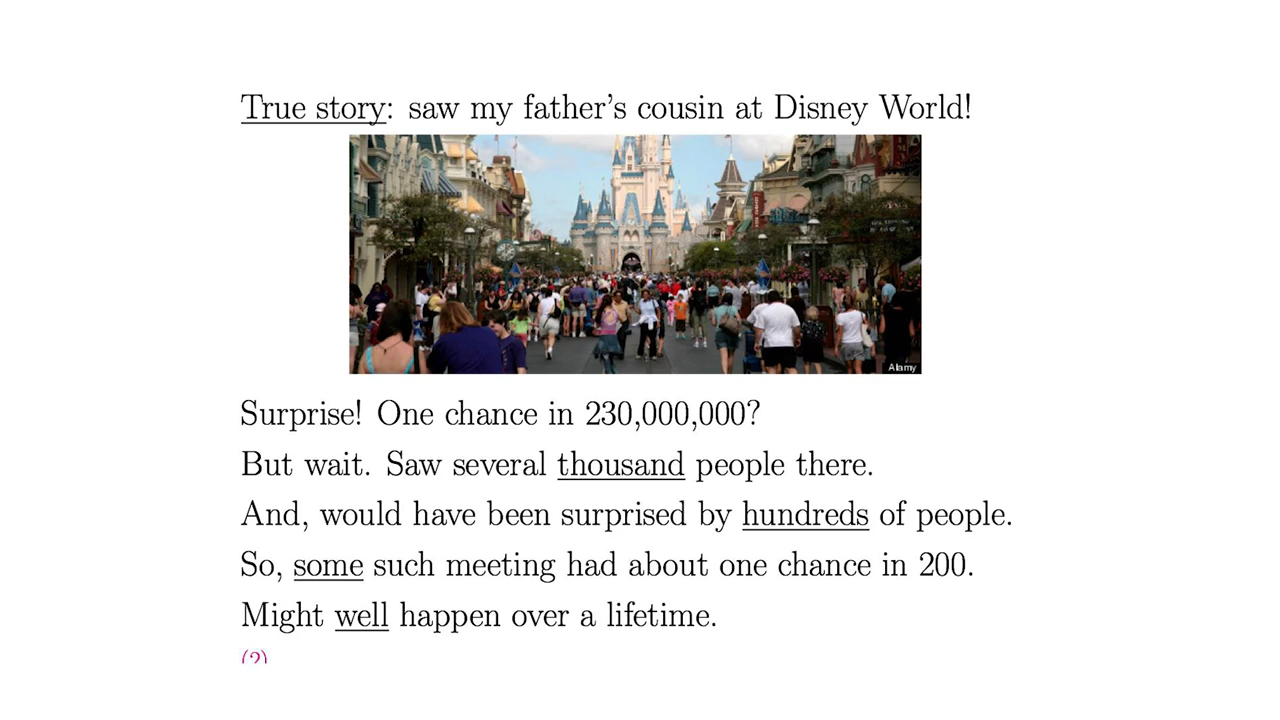 True story: saw my father's cousin at Disney World!
Alamy
Surprise! One chance in 230,000,000?
But wait. Saw several thousand people there.
And, would have been surprised by hundreds of people.
So, some such meeting had about one chance in 200.
Might well happen over a lifetime.
(2)